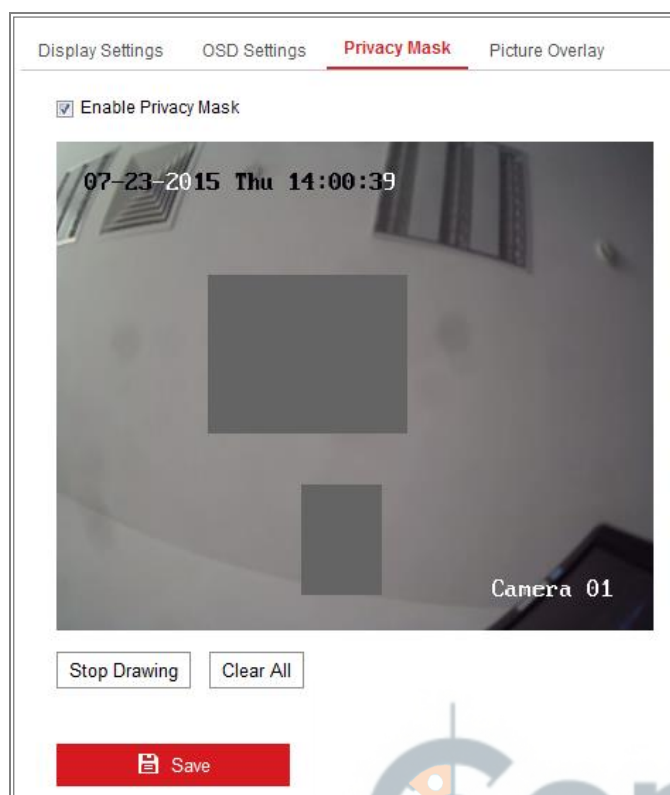 Display Settings OSD Settings Privacy Mask Picture Overlay
Enable Privacy Mask
07-23-2015 Thu 14:00:39
Camera 01
Stop Drawing Clear All
Save